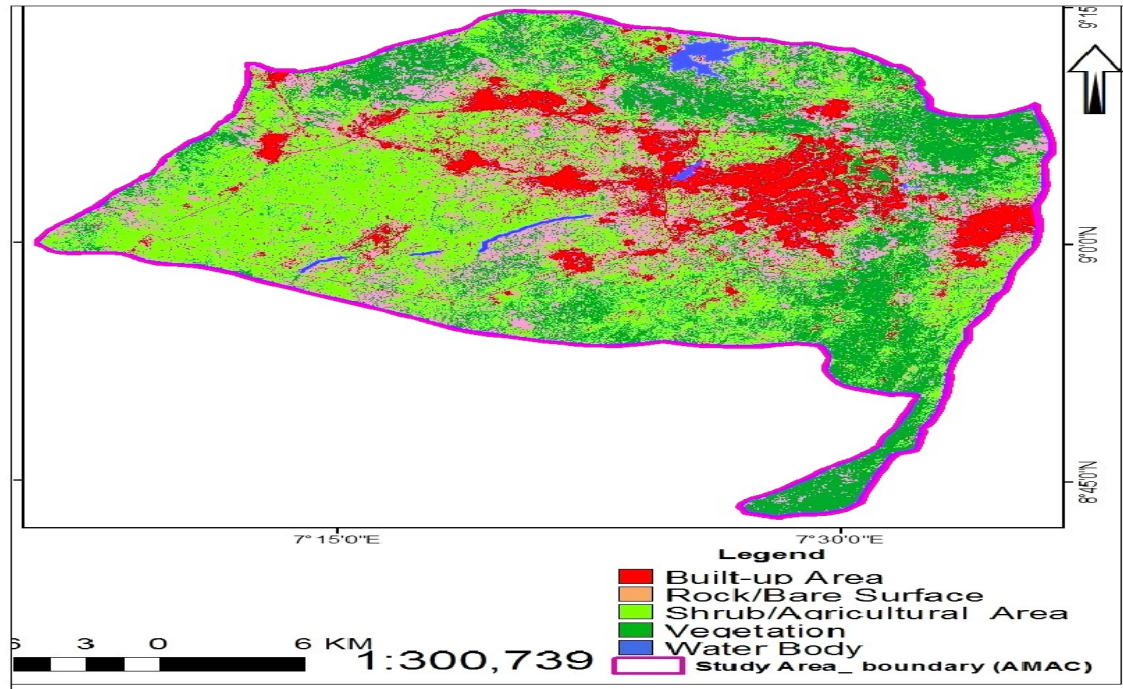 9°15
9°0'0"N
8°45'0"N
7°15'0"E
7°30'0"E
Legend
Built-up Area
Rock/Bare Surface
Shrub/Agricultural Area
Vegetation
Water Body
Study Area_ boundary (AMAC)
3 0 6 KM
1:300,739